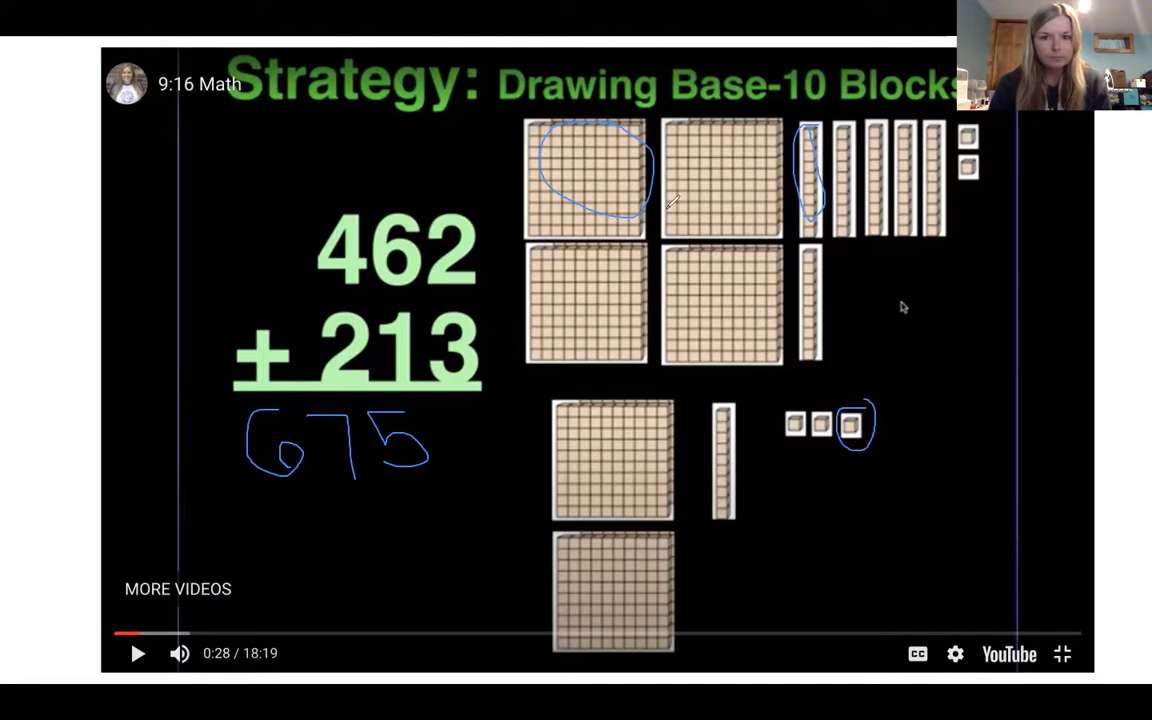 9:16 Math
Strategy: Drawing Base-10 Blocks
462
+ 213
675
MORE VIDEOS
0:28 / 18:19
CC
YouTube